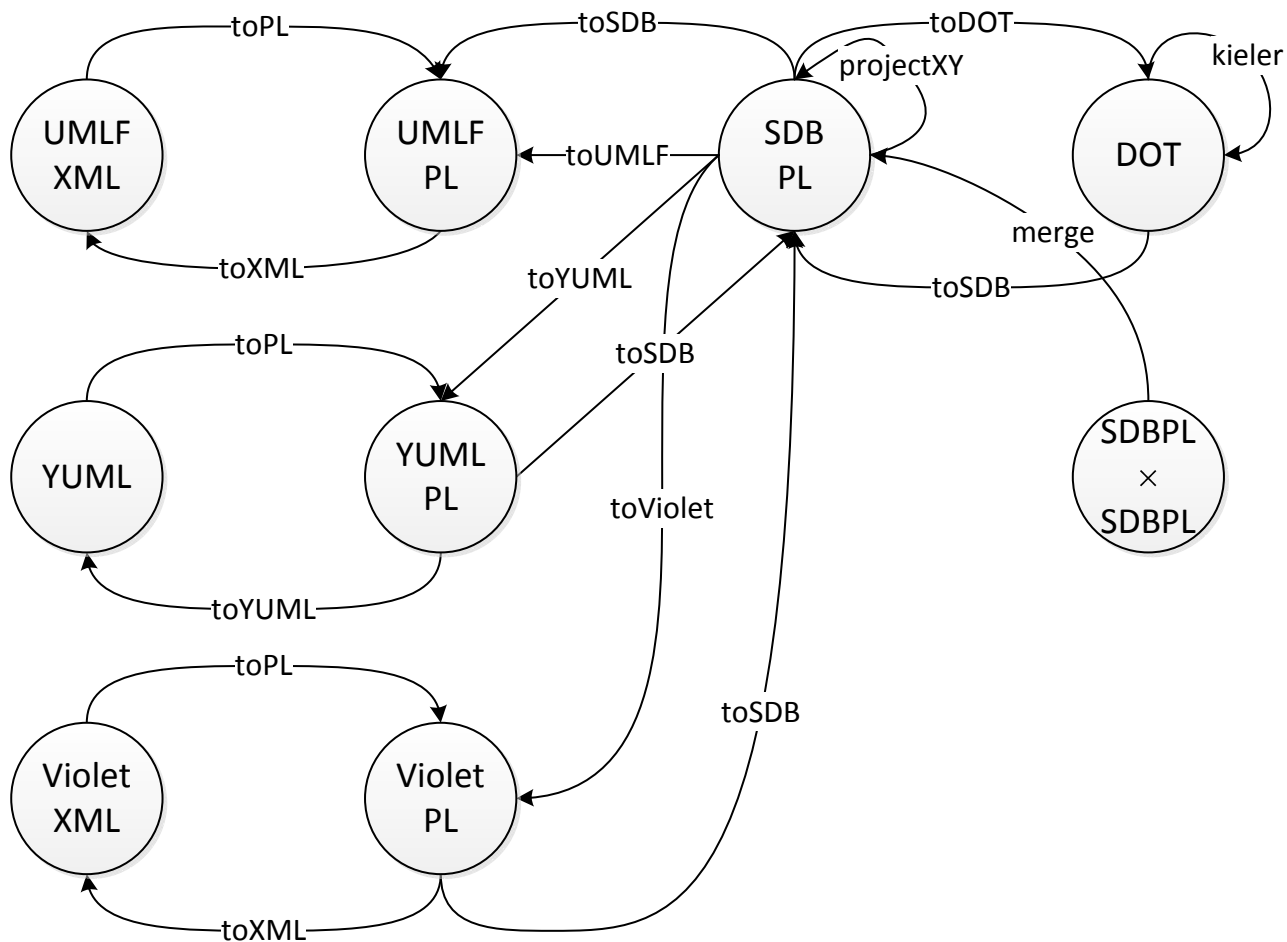 toPL
toSDB
toDOT
kieler
projectXY
UMLF
XML
UMLF
PL
SDB
PL
DOT
toUMLF
merge
toXML
toYUML
toSDB
toPL
toSDB
YUML
YUML
PL
SDBPL
×
SDBPL
toViolet
toYUML
toPL
toSDB
Violet
XML
Violet
PL
toXML